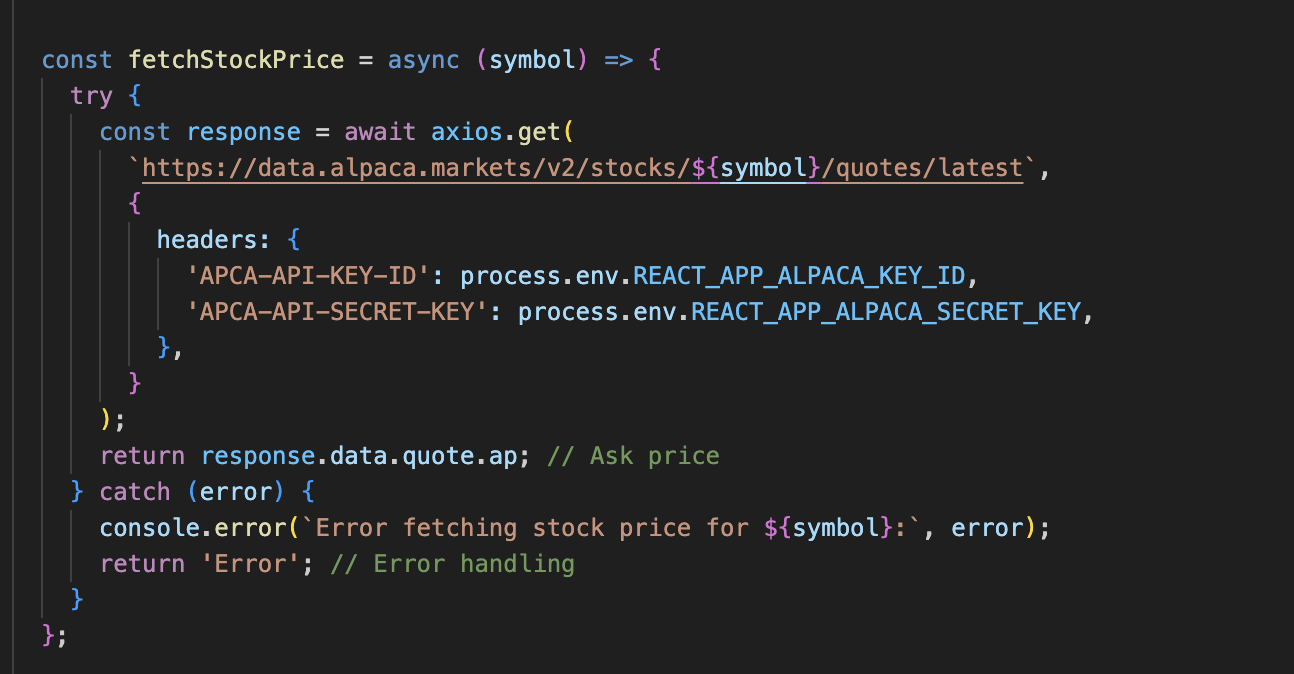 const fetchStockPrice = async (symbol) => {
  try {
    const response = await axios.get(
      `https://data.alpaca.markets/v2/stocks/${symbol}/quotes/latest`,
      {
        headers: {
          'APCA-API-KEY-ID': process.env.REACT_APP_ALPACA_KEY_ID,
          'APCA-API-SECRET-KEY': process.env.REACT_APP_ALPACA_SECRET_KEY,
        },
      }
    );
    return response.data.quote.ap; // Ask price
  } catch (error) {
    console.error(`Error fetching stock price for ${symbol}:`, error);
    return 'Error'; // Error handling
  }
};